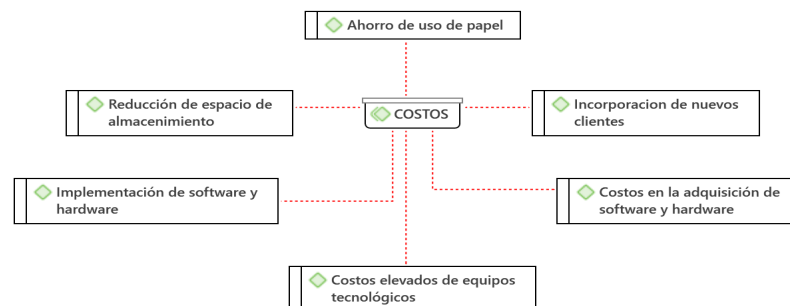 Ahorro de uso de papel
Reducción de espacio de
almacenimiento
COSTOS
Incorporacion de nuevos
clientes
Implementación de software y
hardware
Costos en la adquisición de
software y hardware
Costos elevados de equipos
tecnológicos